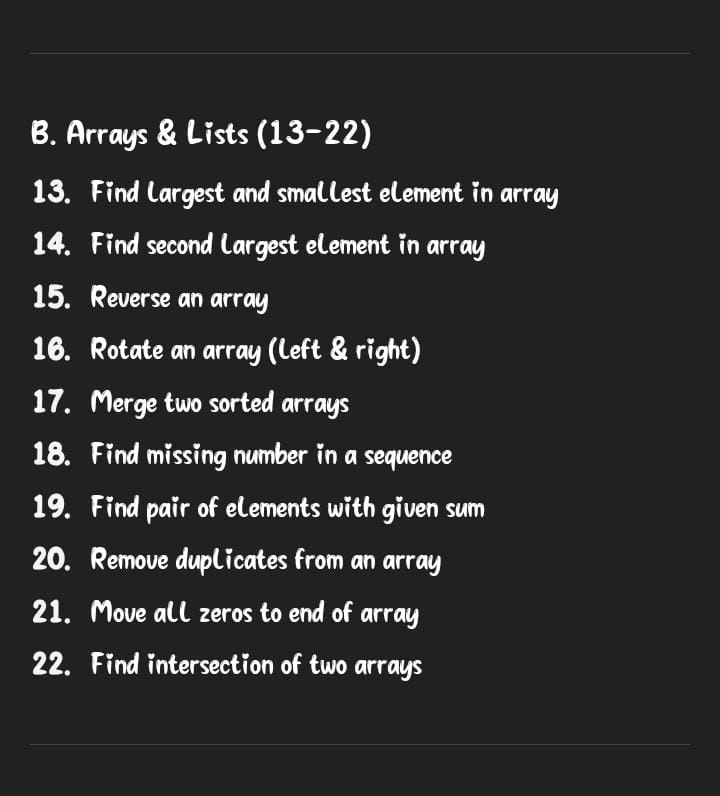 B. Arrays & Lists (13-22)
13. Find largest and smallest element in array
14. Find second largest element in array
15. Reverse an array
16. Rotate an array (left & right)
17. Merge two sorted arrays
18. Find missing number in a sequence
19. Find pair of elements with given sum
20. Remove duplicates from an array
21. Move all zeros to end of array
22. Find intersection of two arrays